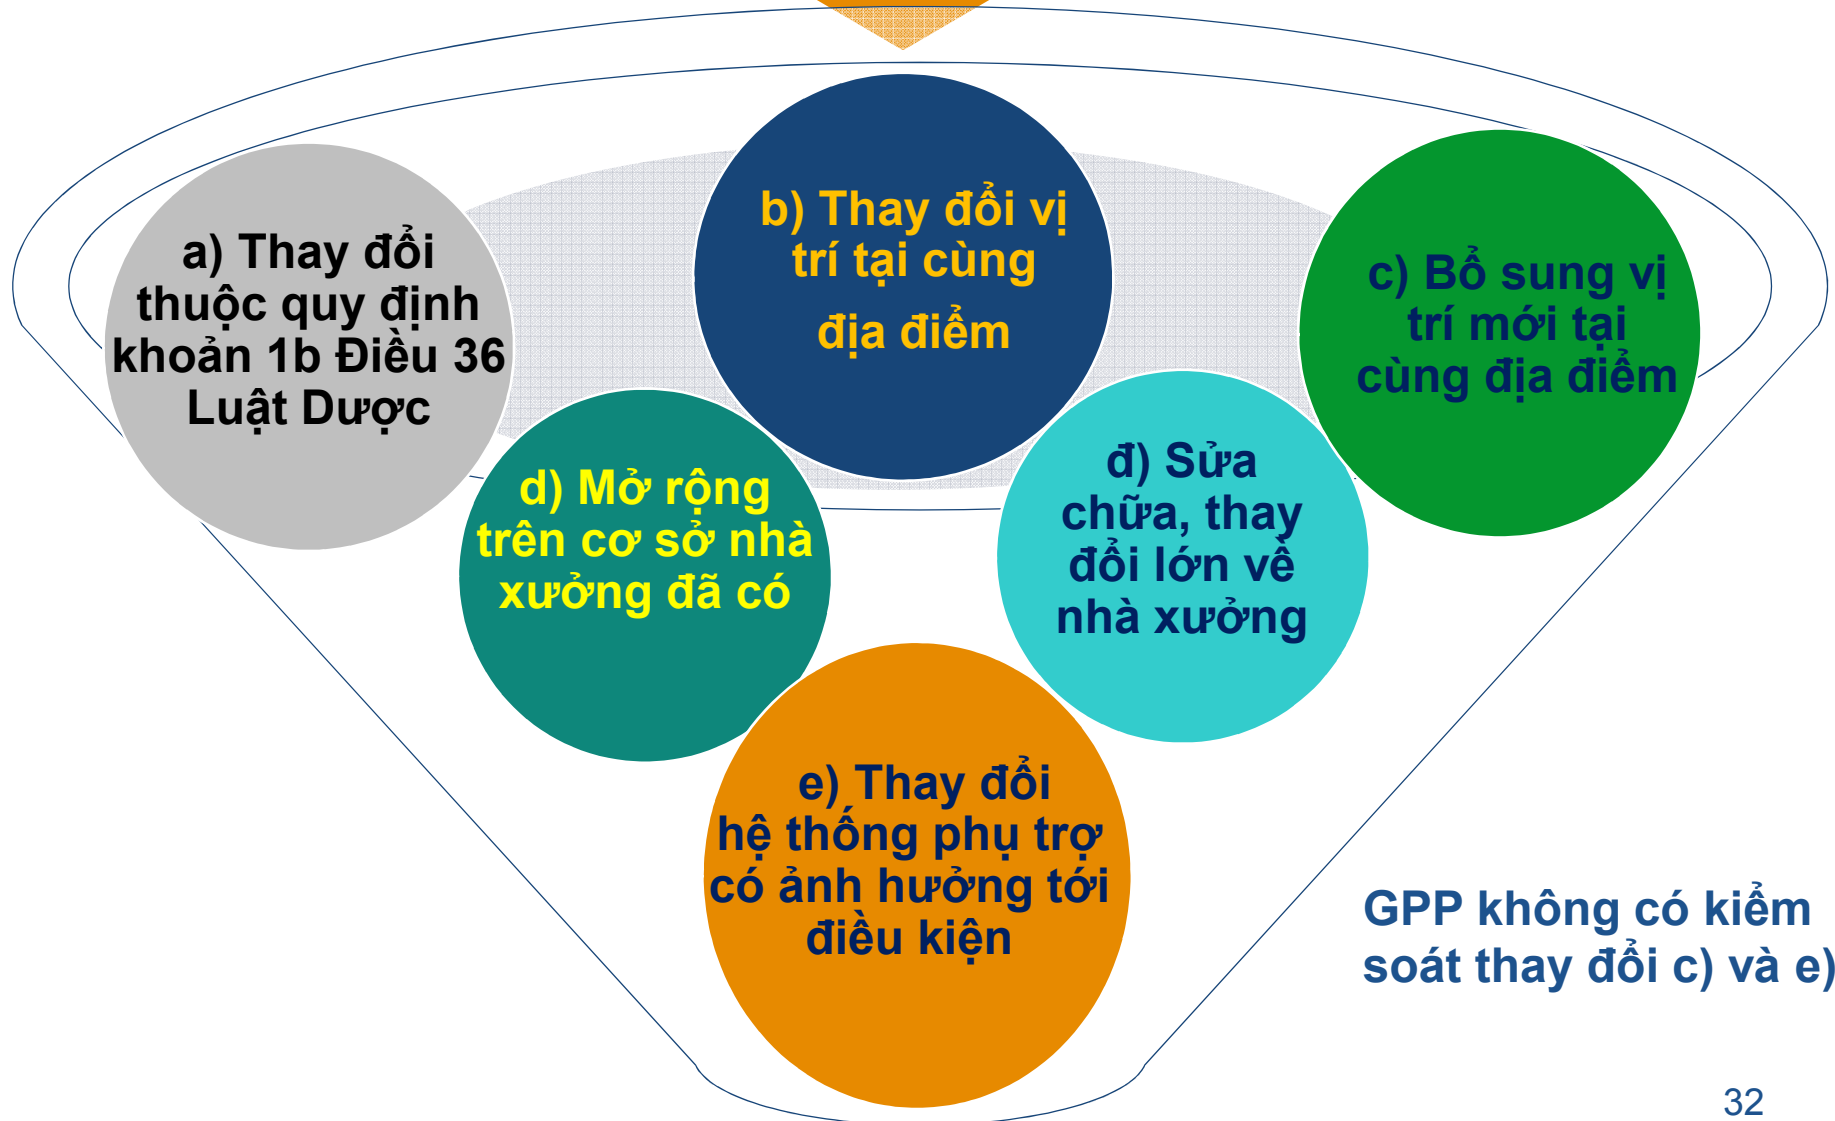 a) Thay đổi
thuộc quy định
khoản 1b Điều 36
Luật Dược
b) Thay đổi vị
trí tại cùng
địa điểm
c) Bổ sung vị
trí mới tại
cùng địa điểm
d) Mở rộng
trên cơ sở nhà
xưởng đã có
đ) Sửa
chữa, thay
đổi lớn về
nhà xưởng
e) Thay đổi
hệ thống phụ trợ
có ảnh hưởng tới
điều kiện
GPP không có kiểm
soát thay đổi c) và e)
32